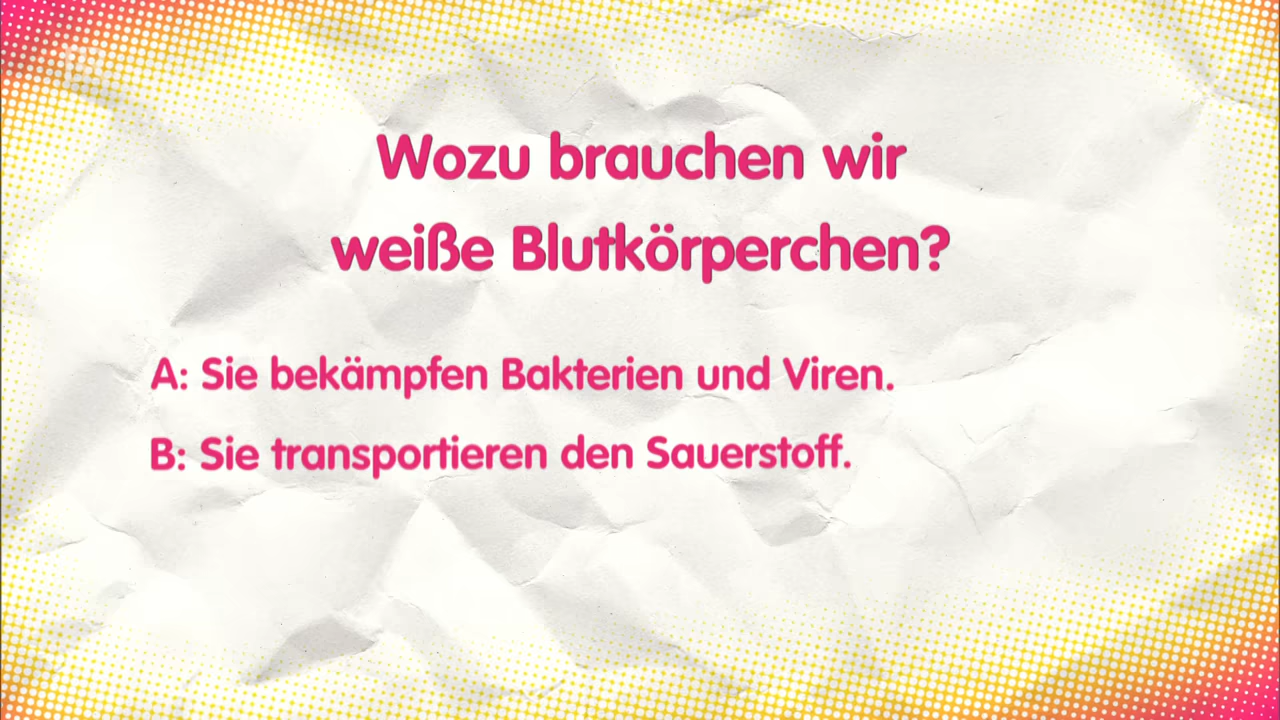 Wozu brauchen wir
weiße Blutkörperchen?
A: Sie bekämpfen Bakterien und Viren.
B: Sie transportieren den Sauerstoff.